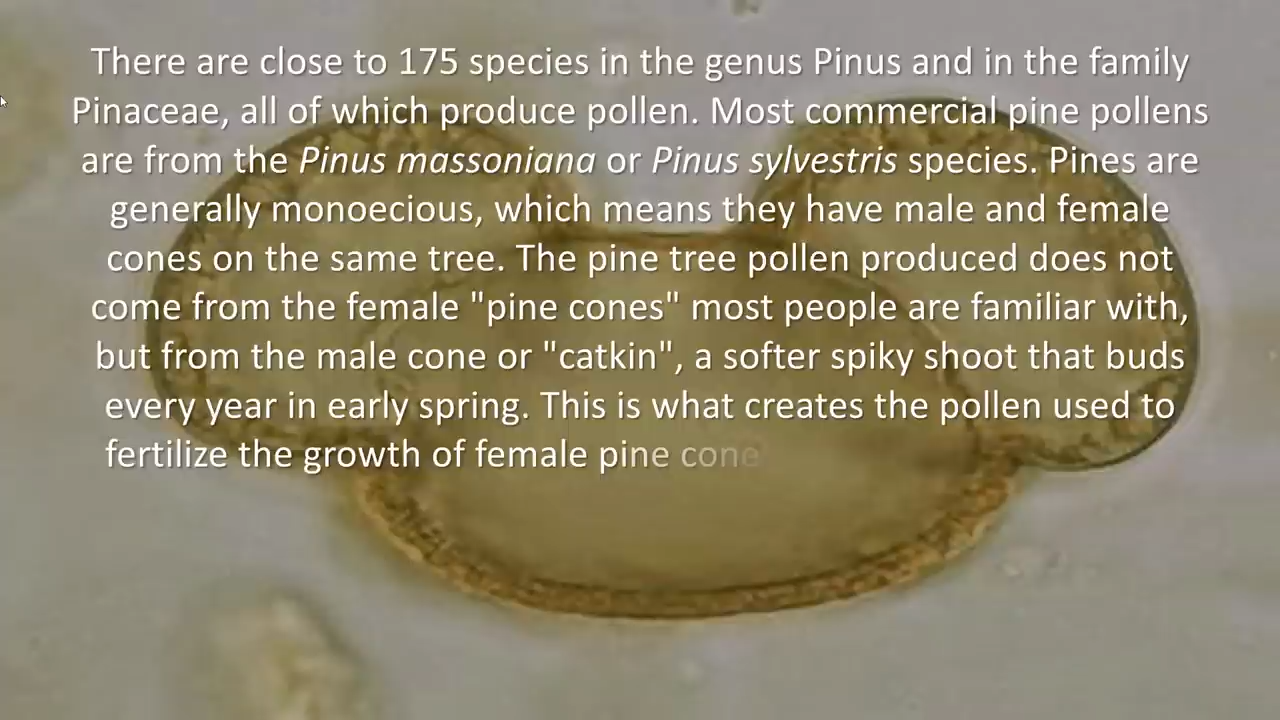 There are close to 175 species in the genus Pinus and in the family
Pinaceae, all of which produce pollen. Most commercial pine pollens
are from the Pinus massoniana or Pinus sylvestris species. Pines are
generally monoecious, which means they have male and female
cones on the same tree. The pine tree pollen produced does not
come from the female "pine cones" most people are familiar with,
but from the male cone or "catkin", a softer spiky shoot that buds
every year in early spring. This is what creates the pollen used to
fertilize the growth of female pine cone